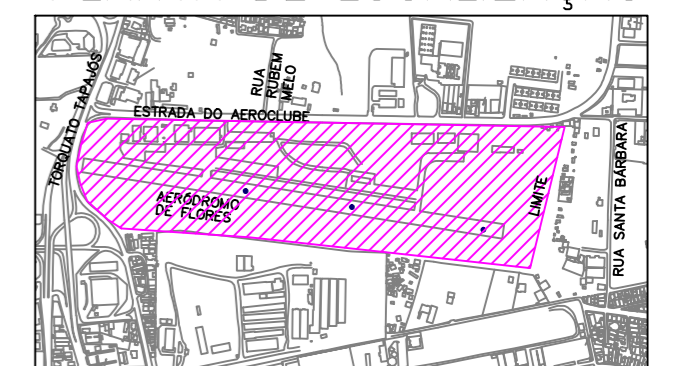 TORQUATO TAPAJÓS
RUA
RUBEM
MELO
ESTRADA DO AEROCLUBE
AERÓDROMO
DE FLORES
LIMITE
RUA SANTA BÁRBARA